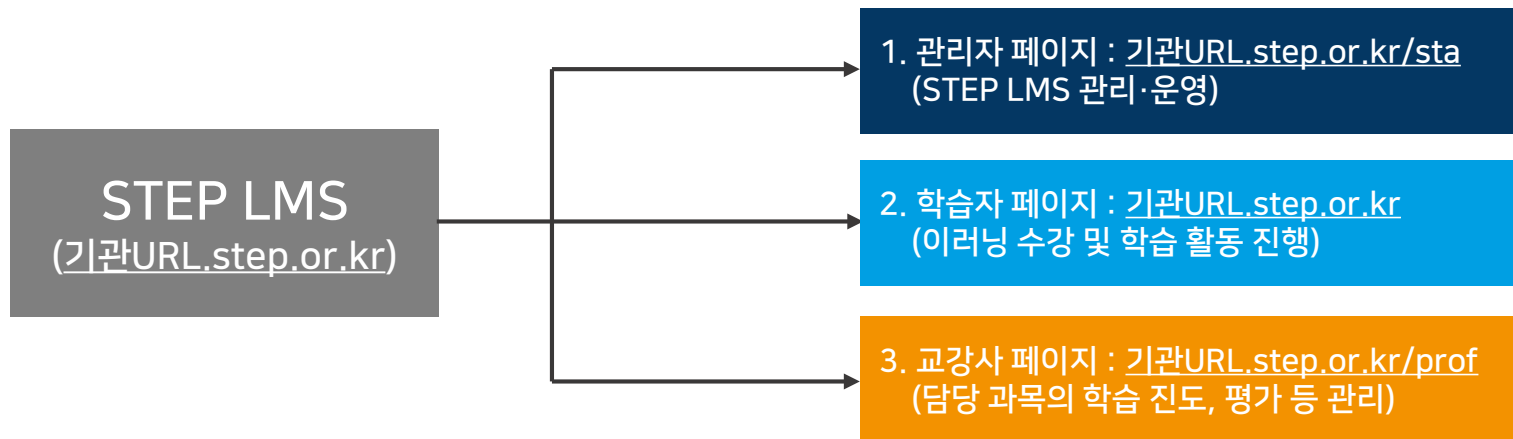 STEP LMS
(기관URL.step.or.kr)
1. 관리자 페이지 : 기관URL.step.or.kr/sta
(STEP LMS 관리·운영)
2. 학습자 페이지 : 기관URL.step.or.kr
(이러닝 수강 및 학습 활동 진행)
3. 교강사 페이지 : 기관URL.step.or.kr/prof
(담당 과목의 학습 진도, 평가 등 관리)